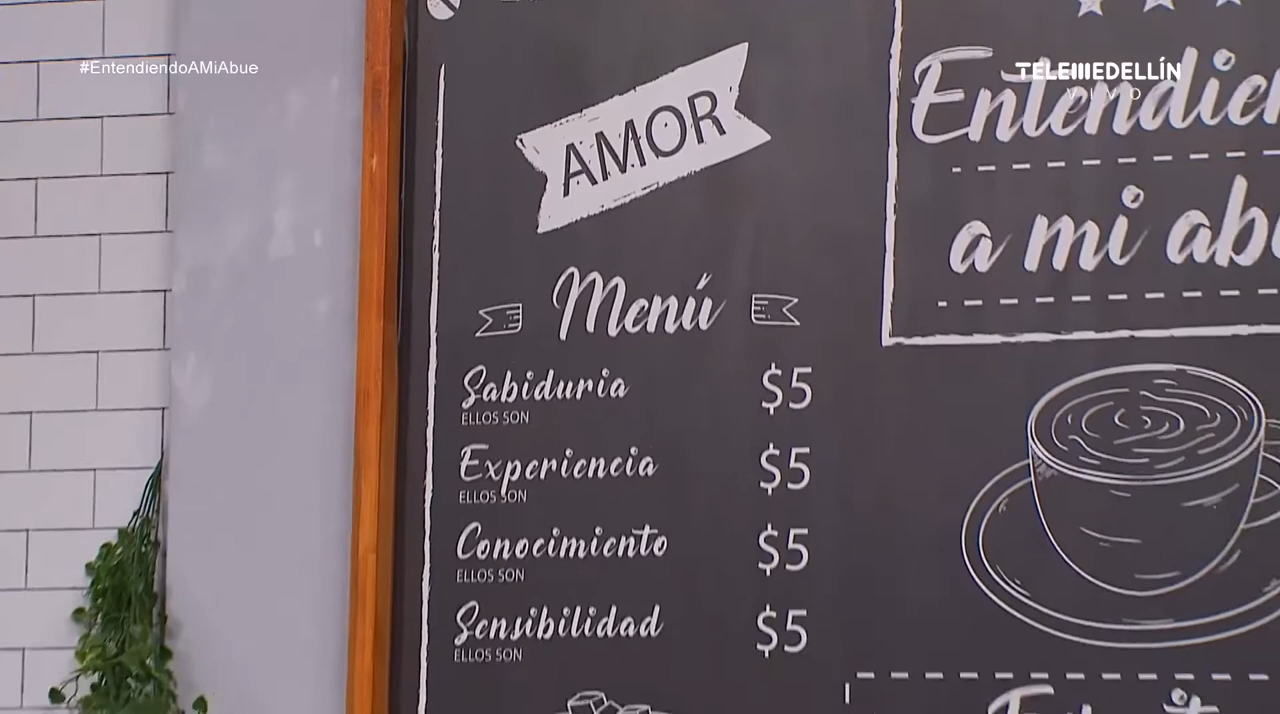 #EntendiendoAMiAbue
TELEMEDELLÍN
VIVO
AMOR
Menú
Sabiduria $5
ELLOS SON
Experiencia $5
ELLOS SON
Conocimiento $5
ELLOS SON
Sensibilidad $5
ELLOS SON
Entendien
a mi abu